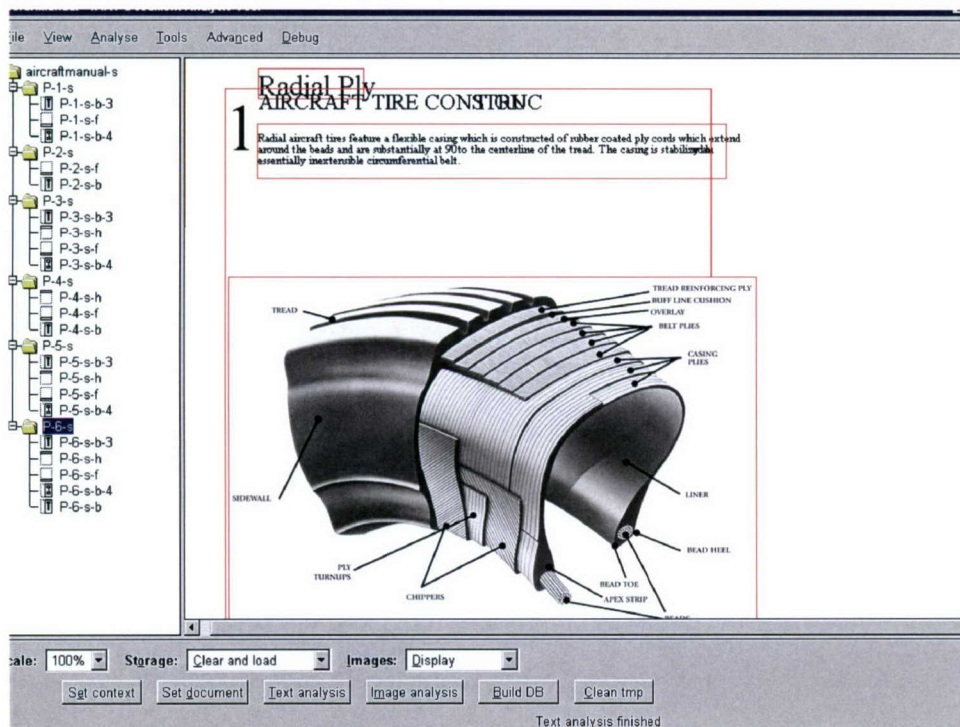 File View Analyse Tools Advanced Debug
aircraftmanual-s
P-1-s
P-1-s-b-3
P-1-s-f
P-1-s-b-4
P-2-s
P-2-s-f
P-2-s-b
P-3-s
P-3-s-b-3
P-3-s-h
P-3-s-f
P-3-s-b-4
P-4-s
P-4-s-h
P-4-s-f
P-4-s-b
P-5-s
P-5-s-b-3
P-5-s-h
P-5-s-f
P-5-s-b-4
P-6-s
P-6-s-b-3
P-6-s-h
P-6-s-f
P-6-s-b-4
P-6-s-b
Radial Ply
AIRCRAFT TIRE
1
Radial aircraft tires feature a flexible casing which is constructed of rubber coated ply cords which extend
around the beads and are substantially at 90to the centerline of the tread. The casing is
essentially inextensible circumferential belt.
TREAD REINFORCING PLY
BUFF LINE CUSHION
OVERLAY
TREAD
BELT PLIES
CASING
PLIES
SIDEWALL
LINER
BEAD HEEL
PLY
TURNUPS
BEAD TOE
CHIPPERS
APEX STRIP
BEADS
cale: 100% Storage: Clear and load Images: Display
Set context Set document Text analysis Image analysis Build DB Clean tmp
Text analysis finished